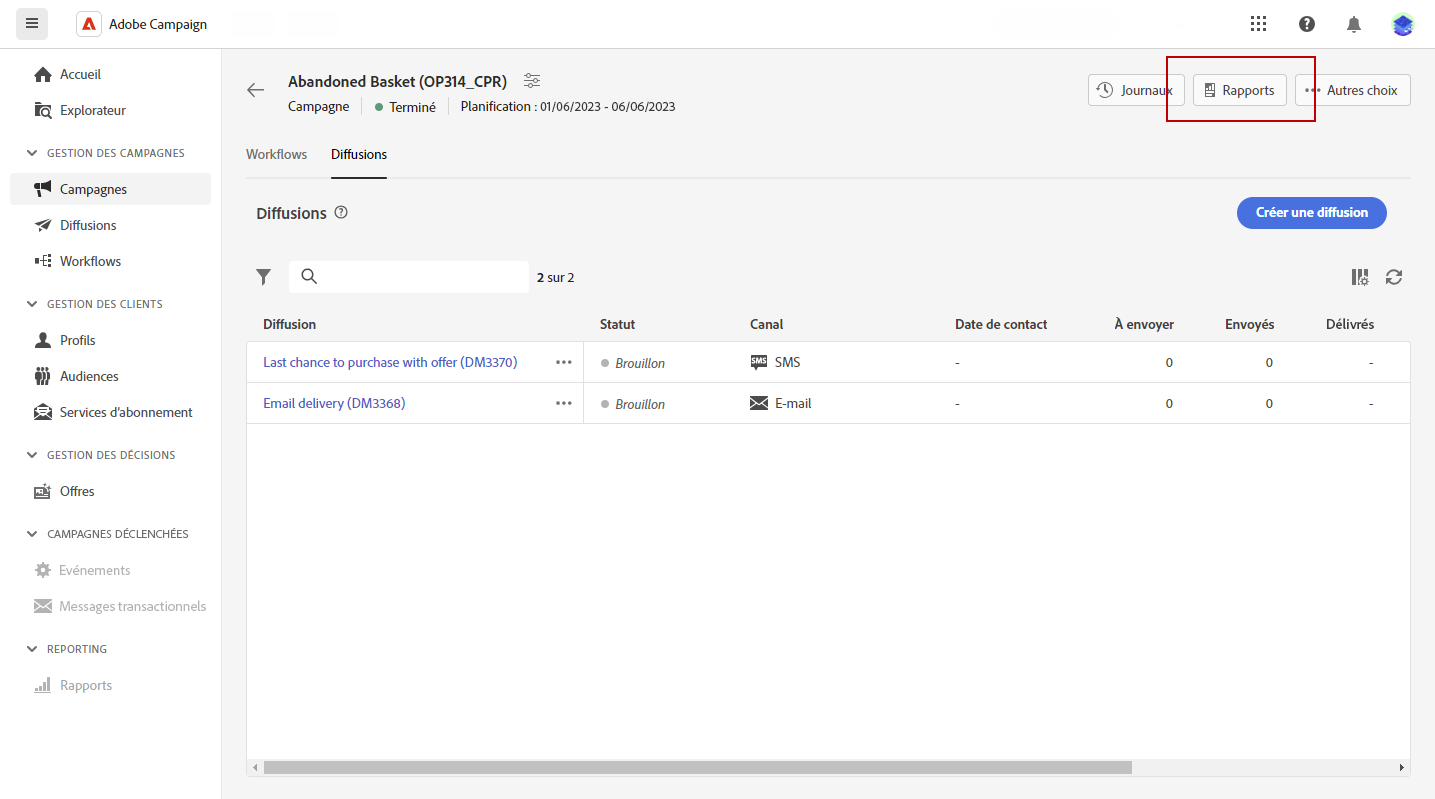 Adobe Campaign
Accueil
Explorateur
GESTION DES CAMPAGNES
Campagnes
Diffusions
Workflows
GESTION DES CLIENTS
Profils
Audiences
Services d'abonnement
GESTION DES DÉCISIONS
Offres
CAMPAGNES DÉCLENCHÉES
Evénements
Messages transactionnels
REPORTING
Rapports
Abandoned Basket (OP314_CPR)
Campagne Terminé Planification : 01/06/2023 - 06/06/2023
Journaux Rapports Autres choix
Workflows Diffusions
Diffusions Créer une diffusion
2 sur 2
Diffusion Statut Canal Date de contact À envoyer Envoyés Délivrés
Last chance to purchase with offer (DM3370) Brouillon SMS SMS - 0 0 -
Email delivery (DM3368) Brouillon E-mail - 0 0 -